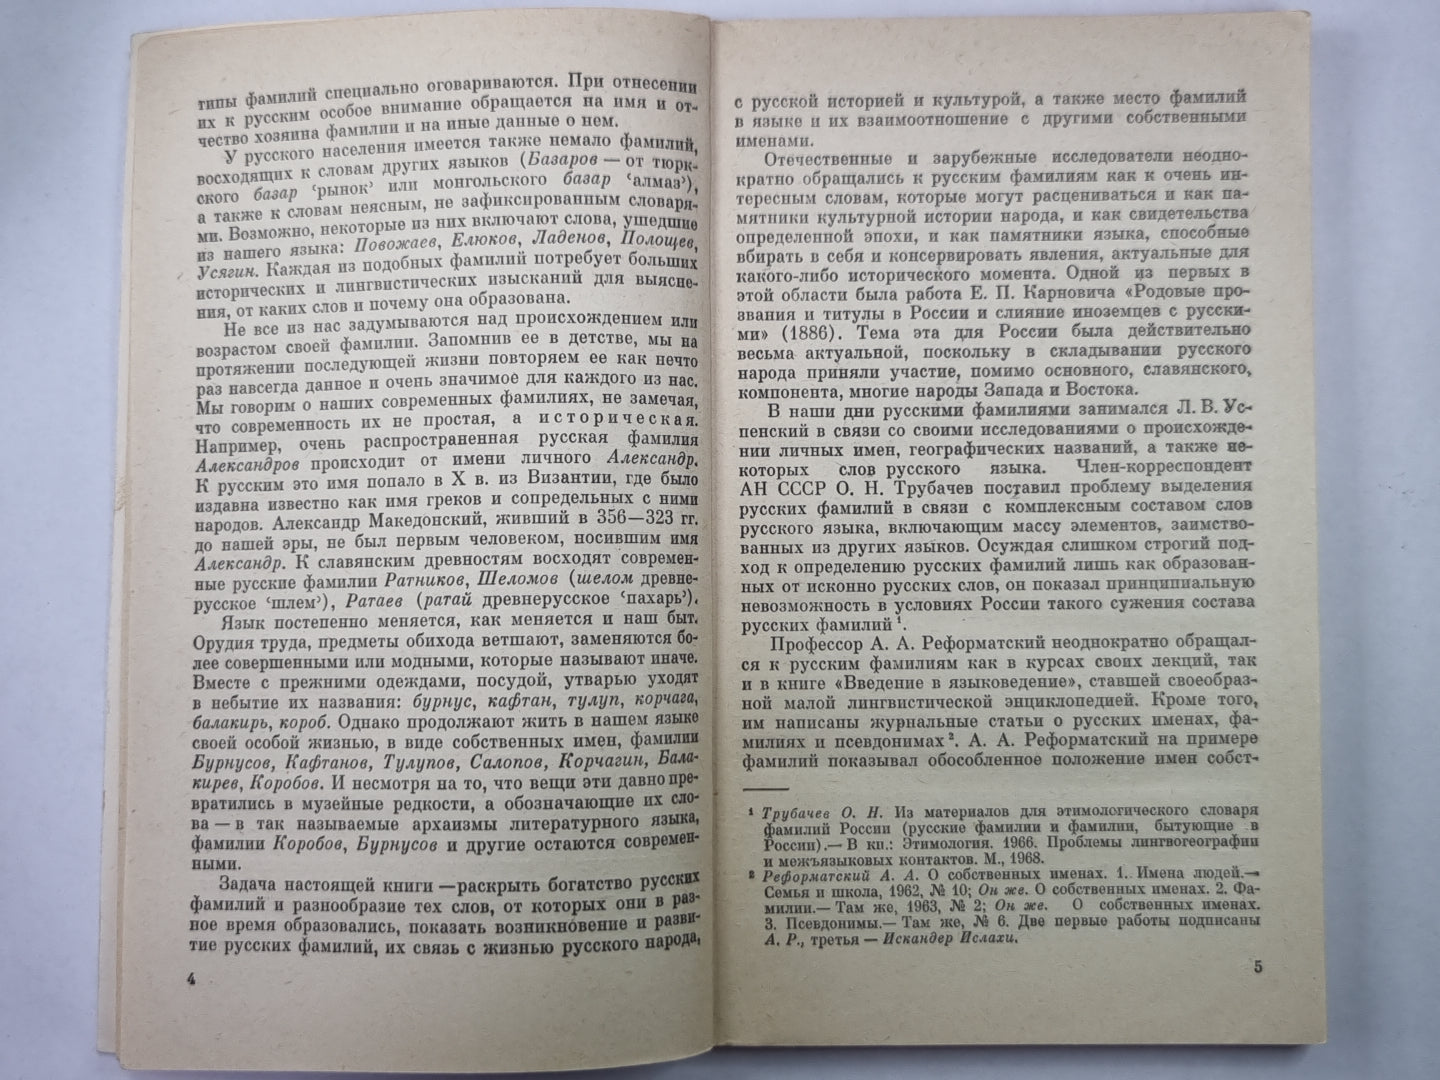 типы фамилий специально оговариваются. При отнесении
их к русским особое внимание обращается на имя и от-
чество хозяина фамилии и на иные данные о нем.
У русского населения имеется также немало фамилий,
восходящих к словам других языков (Базаров — от тюрк-
ского базар ‘рынок’ или монгольского базар ‘алмаз’),
а также к словам неясным, не зафиксированным словаря-
ми. Возможно, некоторые из них включают слова, ушедшие
из нашего языка: Повожаев, Елюков, Ладенов, Полощев,
Усягин. Каждая из подобных фамилий потребует больших
исторических и лингвистических изысканий для выясне-
ния, от каких слов и почему она образована.
Не все из нас задумываются над происхождением или
возрастом своей фамилии. Запомнив ее в детстве, мы на
протяжении последующей жизни повторяем ее как нечто
раз навсегда данное и очень значимое для каждого из нас.
Мы говорим о наших современных фамилиях, не замечая,
что современность их не простая, а историческая.
Например, очень распространенная русская фамилия
Александров происходит от имени личного Александр.
К русским это имя попало в X в. из Византии, где было
издавна известно как имя греков и сопредельных с ними
народов. Александр Македонский, живший в 356—323 гг.
до нашей эры, не был первым человеком, носившим имя
Александр. К славянским древностям восходят современ-
ные русские фамилии Ратников, Шеломов (шелом древне-
русское ‘шлем’), Ратаев (ратай древнерусское ‘пахарь’).
Язык постепенно меняется, как меняется и наш быт.
Орудия труда, предметы обихода ветшают, заменяются бо-
лее совершенными или модными, которые называют иначе.
Вместе с прежними одеждами, посудой, утварью уходят
в небытие их названия: бурнус, кафтан, тулуп, корчага,
балакирь, короб. Однако продолжают жить в нашем языке
своей особой жизнью, в виде собственных имен, фамилии
Бурнусов, Кафтанов, Тулупов, Салопов, Корчагин, Бала-
кирев, Коробов. И несмотря на то, что вещи эти давно пре-
вратились в музейные редкости, а обозначающие их сло-
ва — в так называемые архаизмы литературного языка,
фамилии Коробов, Бурнусов и другие остаются современ-
ными.
Задача настоящей книги — раскрыть богатство русских
фамилий и разнообразие тех слов, от которых они в раз-
ное время образовались, показать возникновение и разви-
тие русских фамилий, их связь с жизнью русского народа,
4
с русской историей и культурой, а также место фамилий
в языке и их взаимоотношение с другими собственными
именами.
Отечественные и зарубежные исследователи неодно-
кратно обращались к русским фамилиям как к очень ин-
тересным словам, которые могут расцениваться и как па-
мятники культурной истории народа, и как свидетельства
определенной эпохи, и как памятники языка, способные
вбирать в себя и консервировать явления, актуальные для
какого-либо исторического момента. Одной из первых в
этой области была работа Е. П. Карновича «Родовые про-
звания и титулы в России и слияние иноземцев с русски-
ми» (1886). Тема эта для России была действительно
весьма актуальной, поскольку в складывании русского
народа приняли участие, помимо основного, славянского,
компонента, многие народы Запада и Востока.
В наши дни русскими фамилиями занимался Л. В. Ус-
пенский в связи со своими исследованиями о происхожде-
нии личных имен, географических названий, а также не-
которых слов русского языка. Член-корреспондент
АН СССР О. Н. Трубачев поставил проблему выделения
русских фамилий в связи с комплексным составом слов
русского языка, включающим массу элементов, заимство-
ванных из других языков. Осуждая слишком строгий под-
ход к определению русских фамилий лишь как образован-
ных от исконно русских слов, он показал принципиальную
невозможность в условиях России такого сужения состава
русских фамилий ¹.
Профессор А. А. Реформатский неоднократно обращал-
ся к русским фамилиям как в курсах своих лекций, так
и в книге «Введение в языковедение», ставшей своеобраз-
ной малой лингвистической энциклопедией. Кроме того,
им написаны журнальные статьи о русских именах, фа-
милиях и псевдонимах ². А. А. Реформатский на примере
фамилий показывал обособленное положение имен собст-
¹ Трубачев О. Н. Из материалов для этимологического словаря
фамилий России (русские фамилии и фамилии, бытующие в
России).— В кн.: Этимология. 1966. Проблемы лингвогеографии
и межъязыковых контактов. М., 1968.
² Реформатский А. А. О собственных именах. 1. Имена людей.—
Семья и школа, 1962, № 10; Он же. О собственных именах. 2. Фа-
милии.— Там же, 1963, № 2; Он же. О собственных именах.
3. Псевдонимы.— Там же, № 6. Две первые работы подписаны
А. Р., третья — Искандер Ислахи.
5